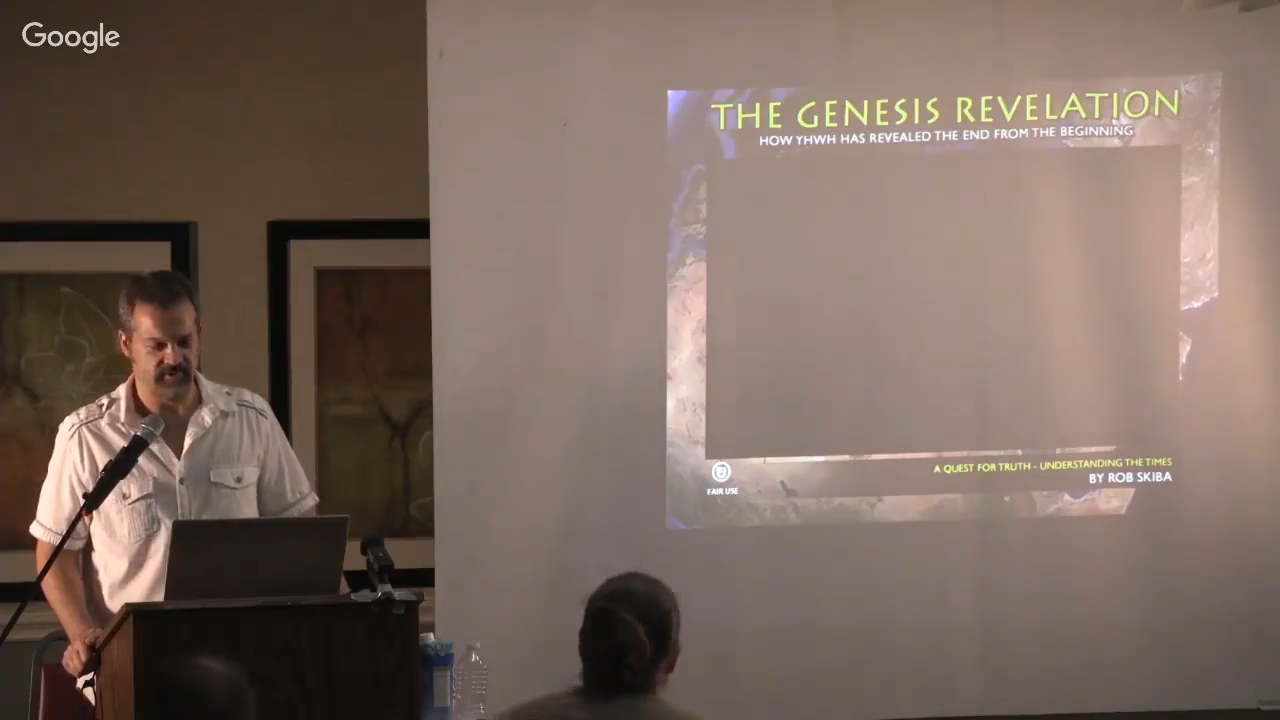 Google
THE GENESIS REVELATION
HOW YHWH HAS REVEALED THE END FROM THE BEGINNING
A QUEST FOR TRUTH - UNDERSTANDING THE TIMES
BY ROB SKIBA
FAIR USE